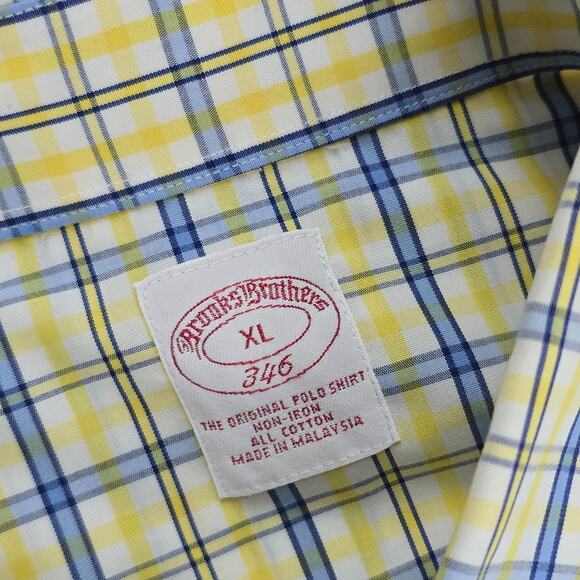 Brooks Brothers
XL
346
THE ORIGINAL POLO SHIRT
NON-IRON
ALL COTTON
MADE IN MALAYSIA